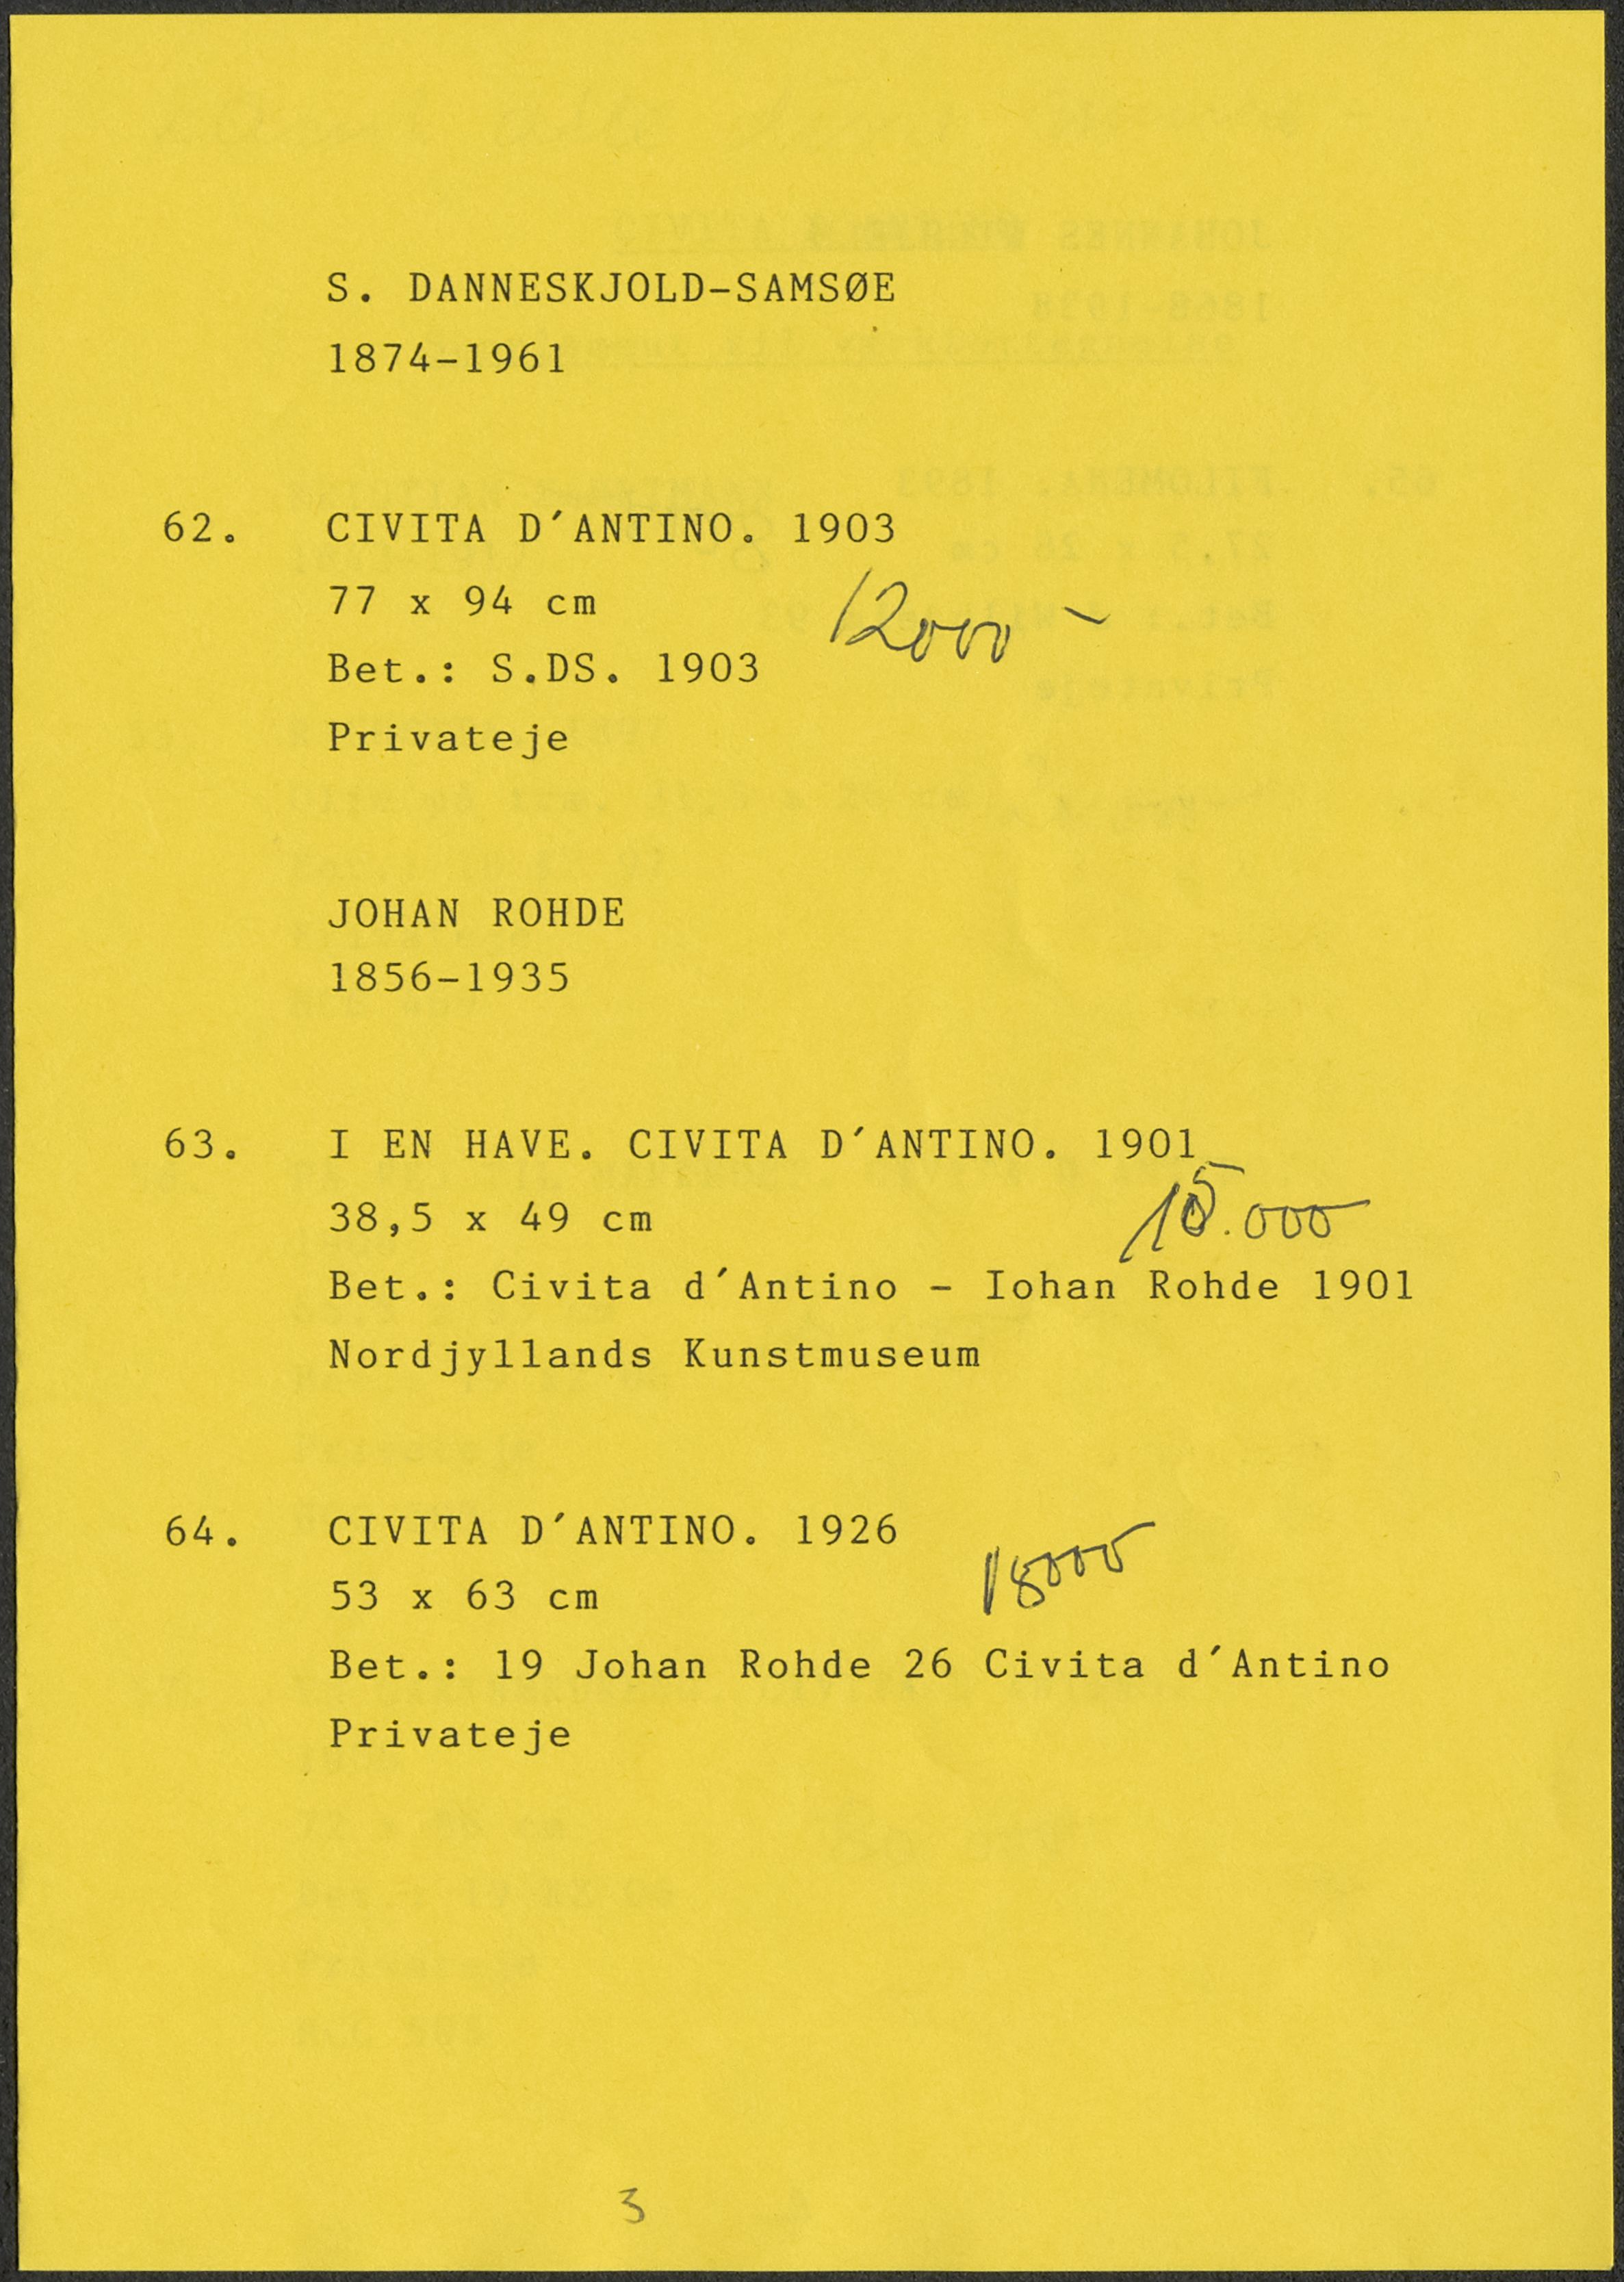 S. DANNESKJOLD-SAMSØE
1874-1961
62. CIVITA D´ANTINO. 1903
77 x 94 cm
12000 -
Bet.: S.DS. 1903
Privateje
JOHAN ROHDE
1856-1935
63. I EN HAVE. CIVITA D´ANTINO. 1901
38,5 x 49 cm
15.000
Bet.: Civita d´Antino - Iohan Rohde 1901
Nordjyllands Kunstmuseum
64. CIVITA D´ANTINO. 1926
18000
53 x 63 cm
Bet.: 19 Johan Rohde 26 Civita d´Antino
Privateje
3